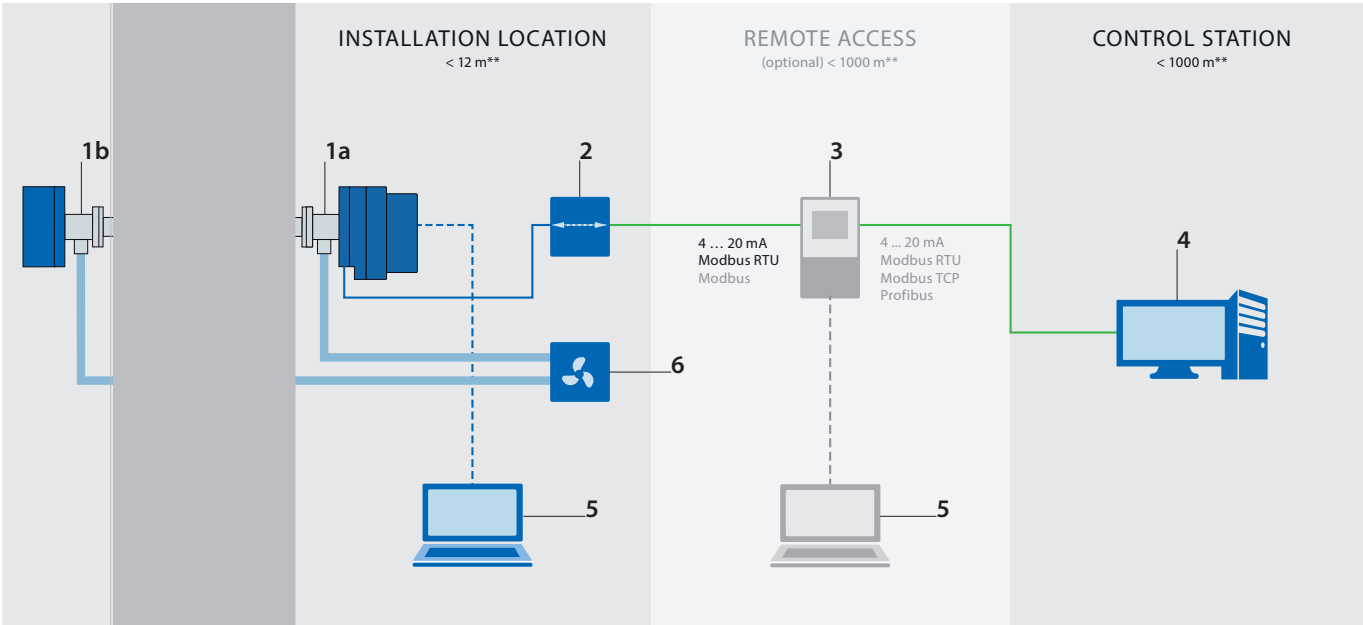 INSTALLATION LOCATION
< 12 m**
REMOTE ACCESS
(optional) < 1000 m**
CONTROL STATION
< 1000 m**
1b
1a
2
3
4 … 20 mA
Modbus RTU
Modbus
4 ... 20 mA
Modbus RTU
Modbus TCP
Profibus
4
6
5
5